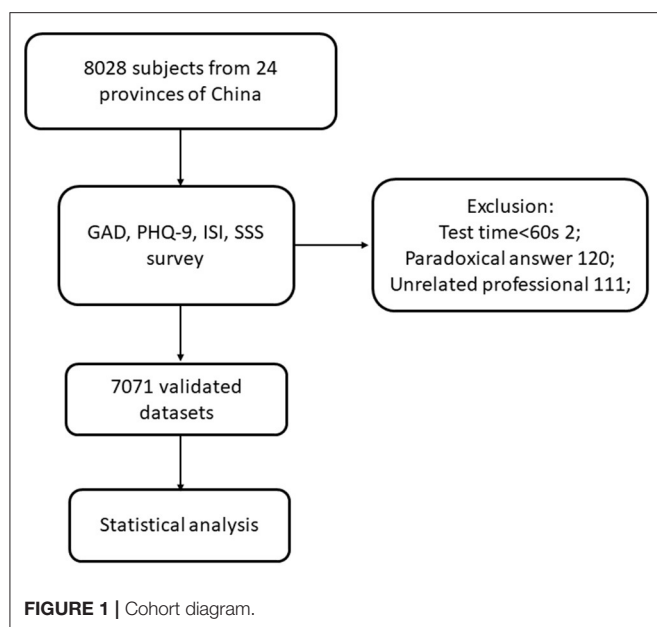 8028 subjects from 24
provinces of China
GAD, PHQ-9, ISI, SSS
survey
Exclusion:
Test time<60s 2;
Paradoxical answer 120;
Unrelated professional 111;
7071 validated
datasets
Statistical analysis
FIGURE 1 | Cohort diagram.